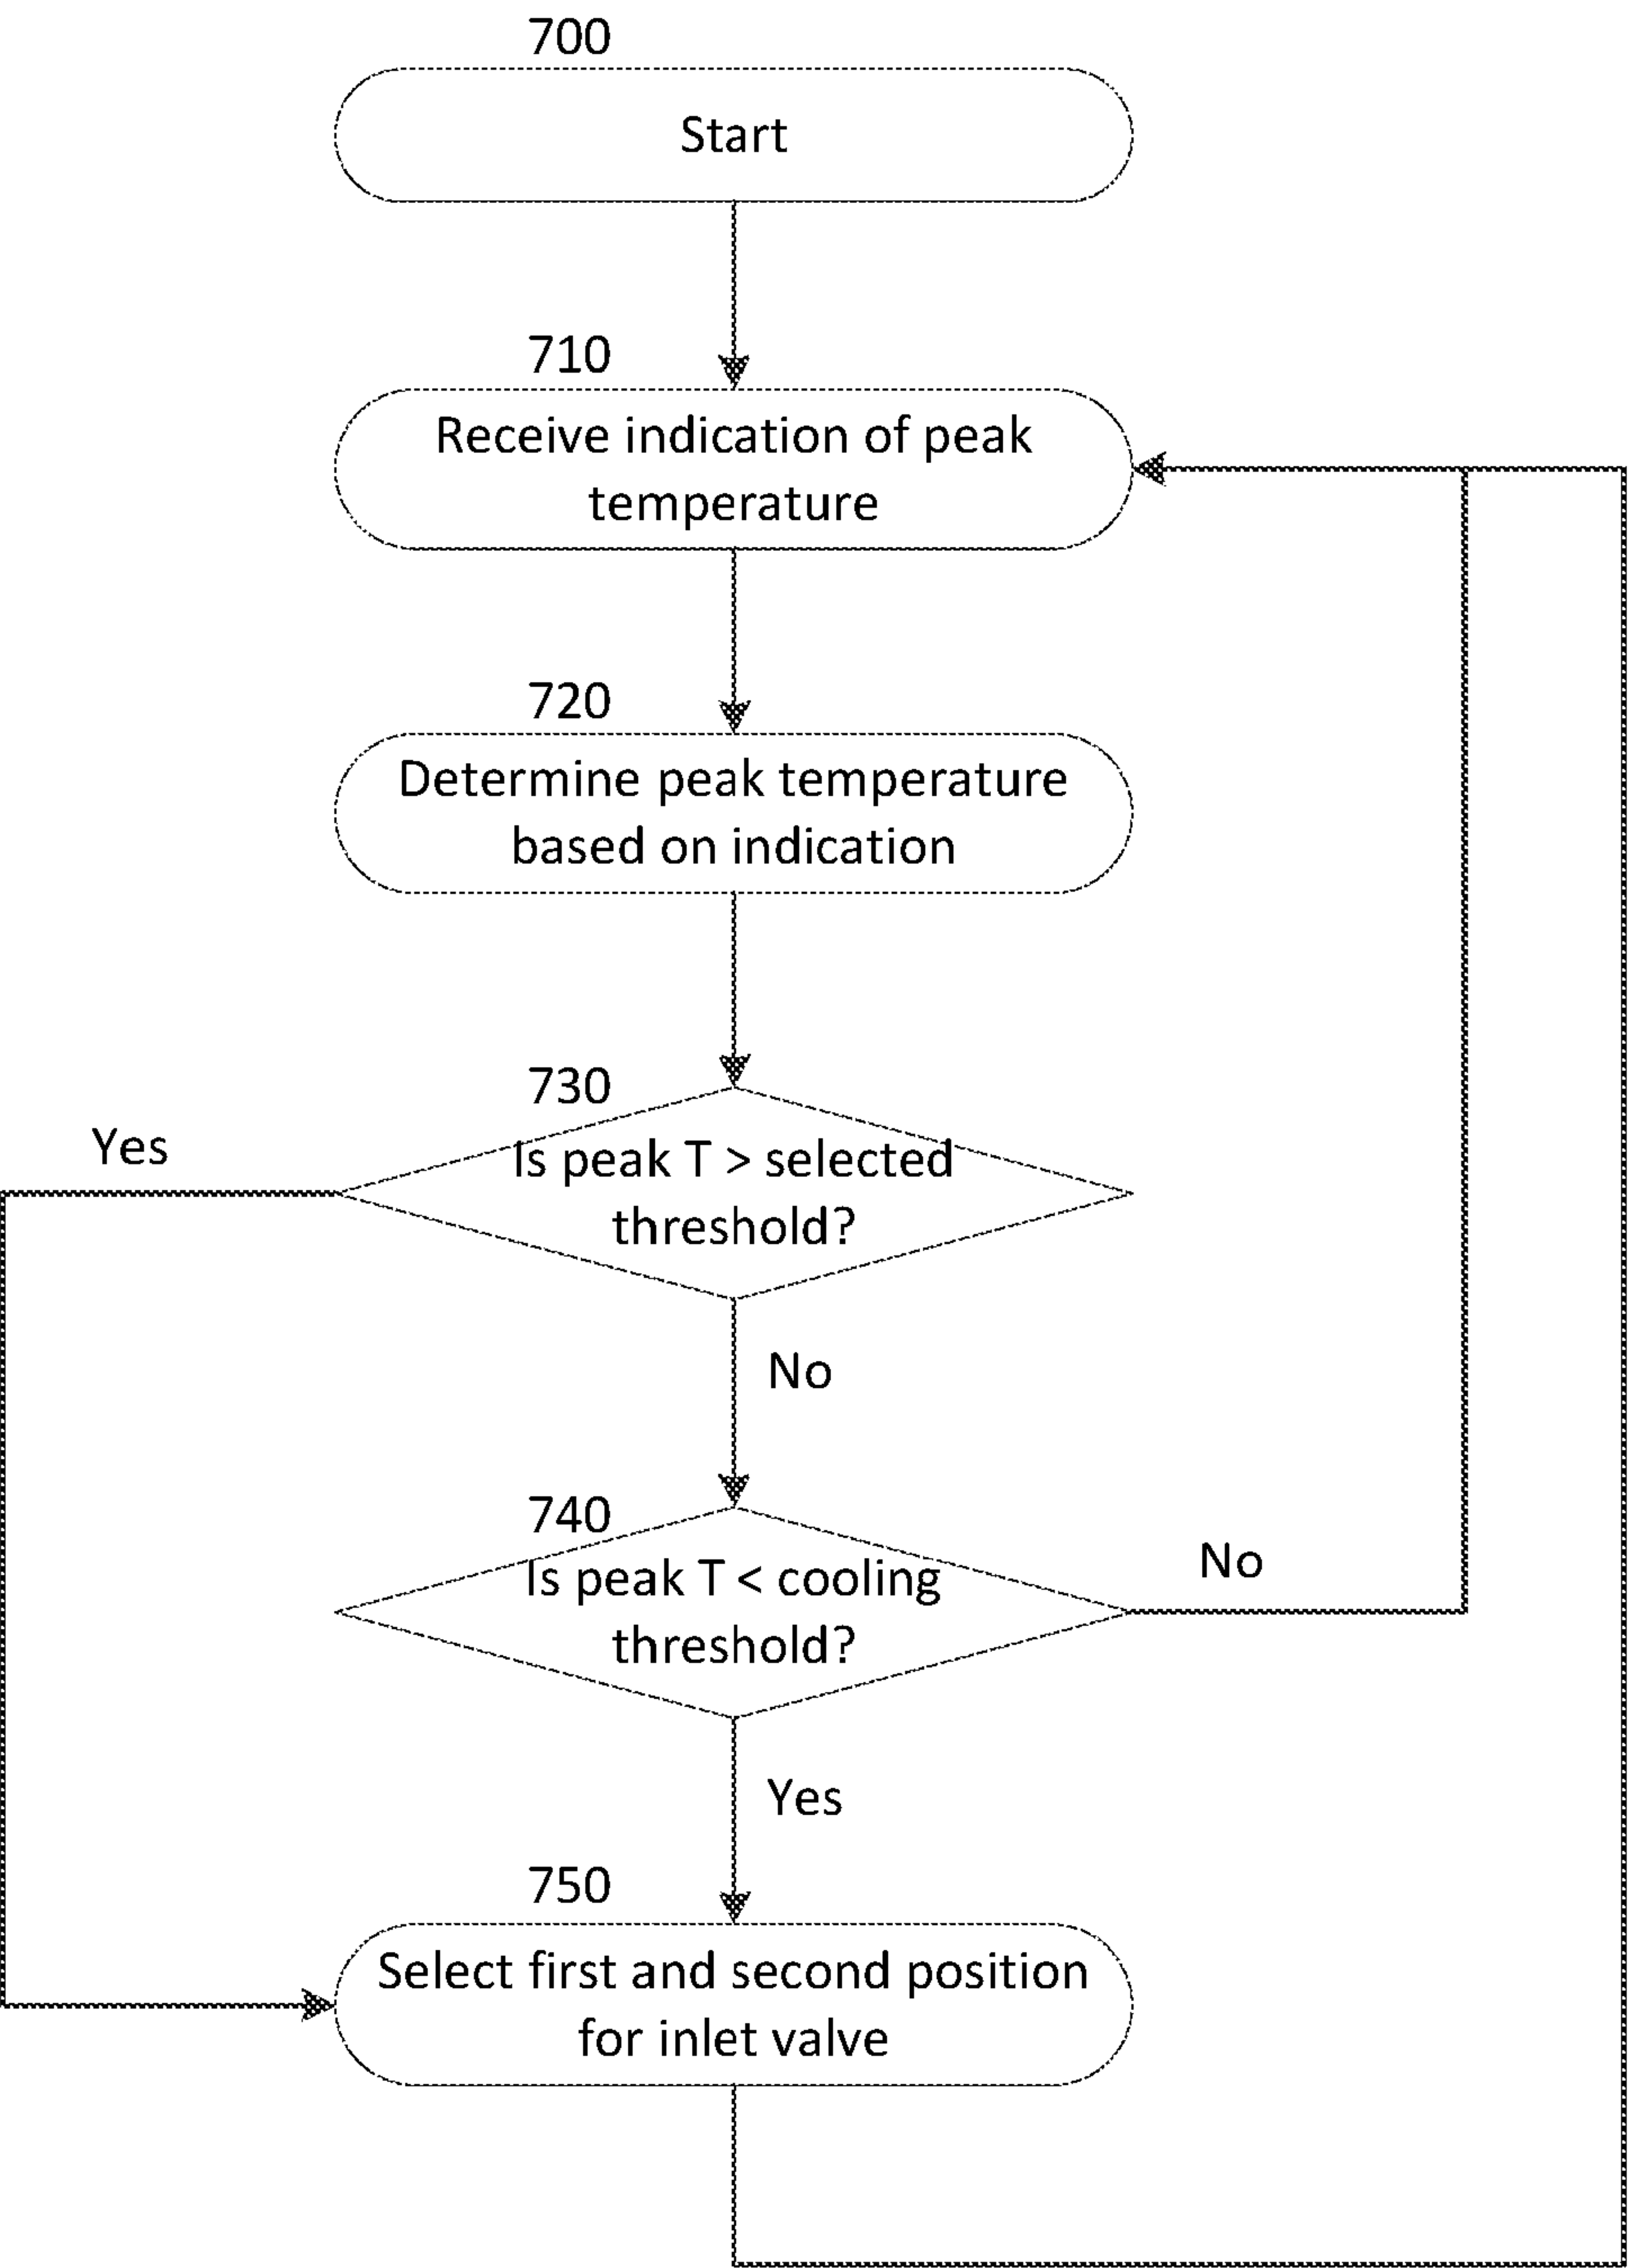 700
Start
710
Receive indication of peak
temperature
720
Determine peak temperature
based on indication
730
Yes
Is peak T > selected
threshold?
No
740
Is peak T < cooling
threshold?
No
Yes
750
Select first and second position
for inlet valve